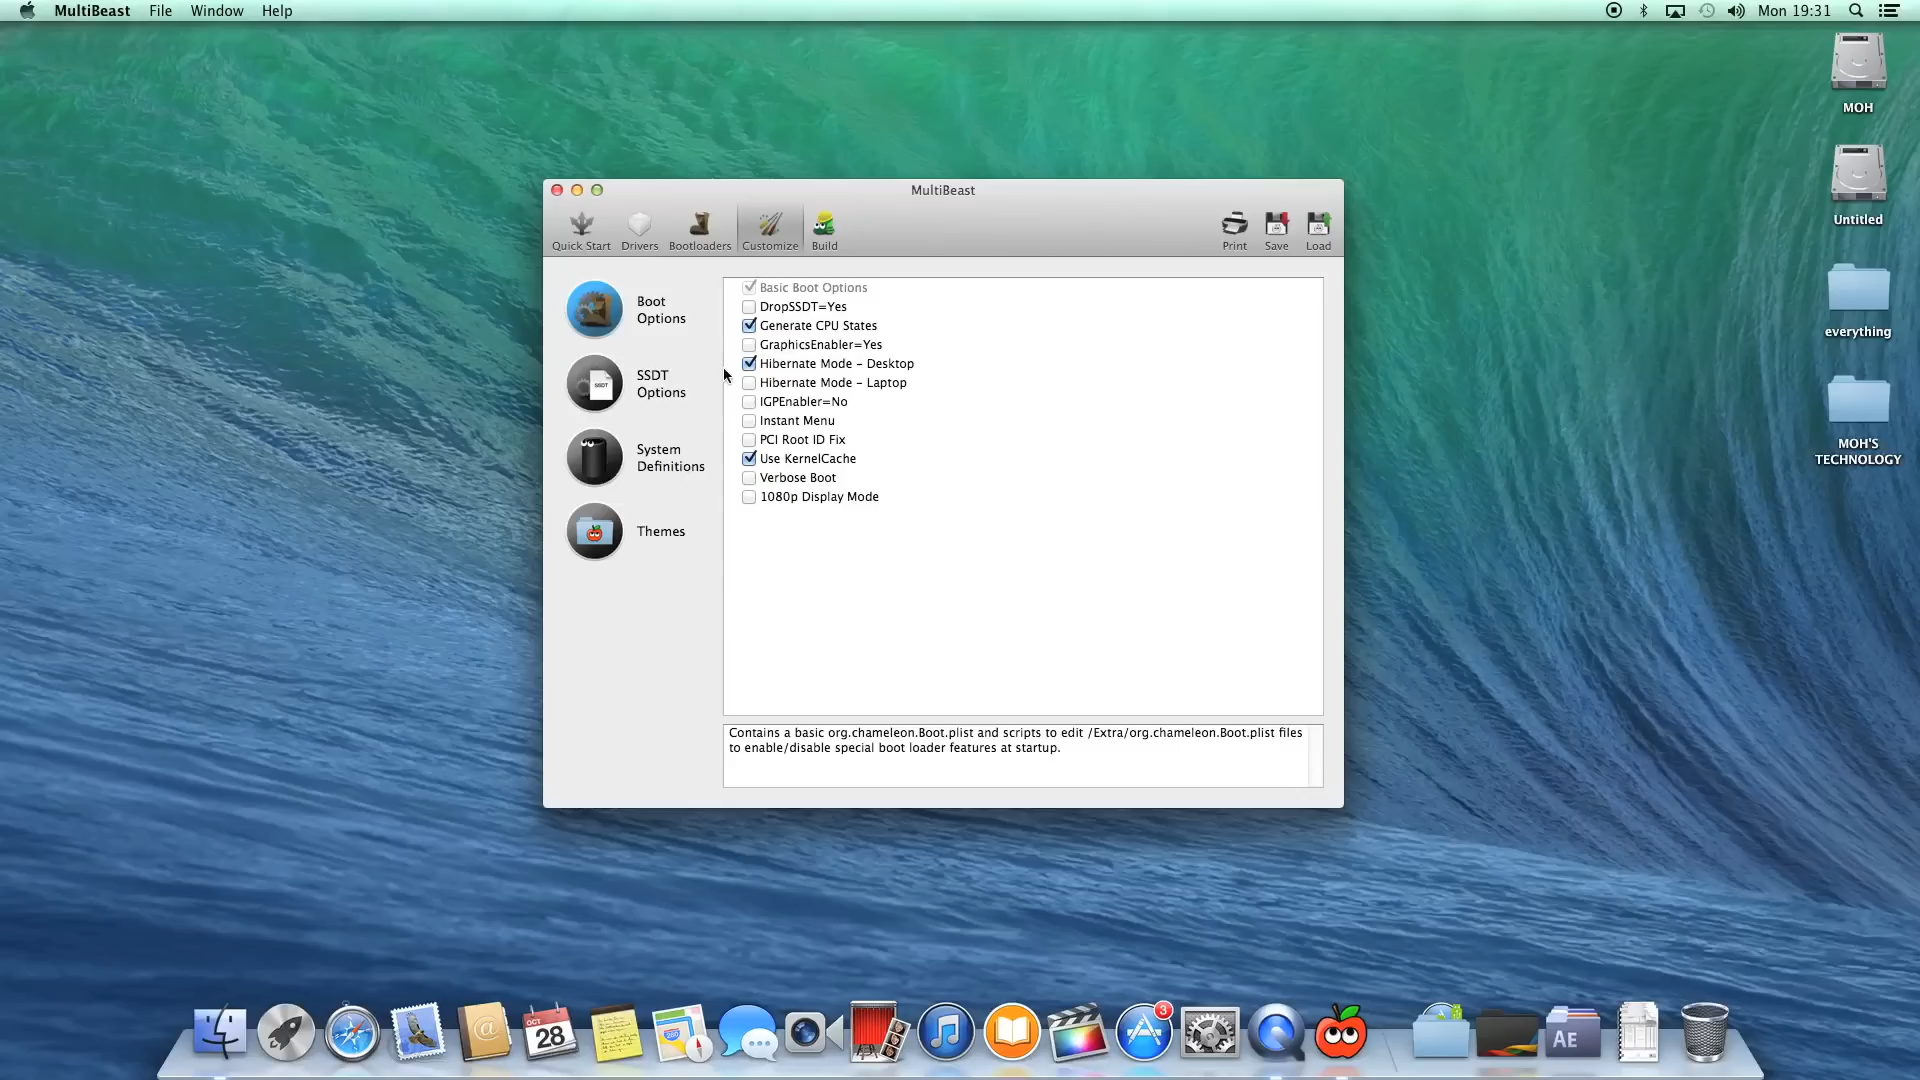 MultiBeast File Window Help
Mon 19:31
MOH
Untitled
everything
MOH'S
TECHNOLOGY
MultiBeast
Quick Start Drivers Bootloaders Customize Build Print Save Load
Boot
Options
SSDT
SSDT
Options
System
Definitions
Themes
Basic Boot Options
DropSSDT=Yes
Generate CPU States
GraphicsEnabler=Yes
Hibernate Mode – Desktop
Hibernate Mode – Laptop
IGPEnabler=No
Instant Menu
PCI Root ID Fix
Use KernelCache
Verbose Boot
1080p Display Mode
Contains a basic org.chameleon.Boot.plist and scripts to edit /Extra/org.chameleon.Boot.plist files
to enable/disable special boot loader features at startup.
OCT
28
@
280
3
AE